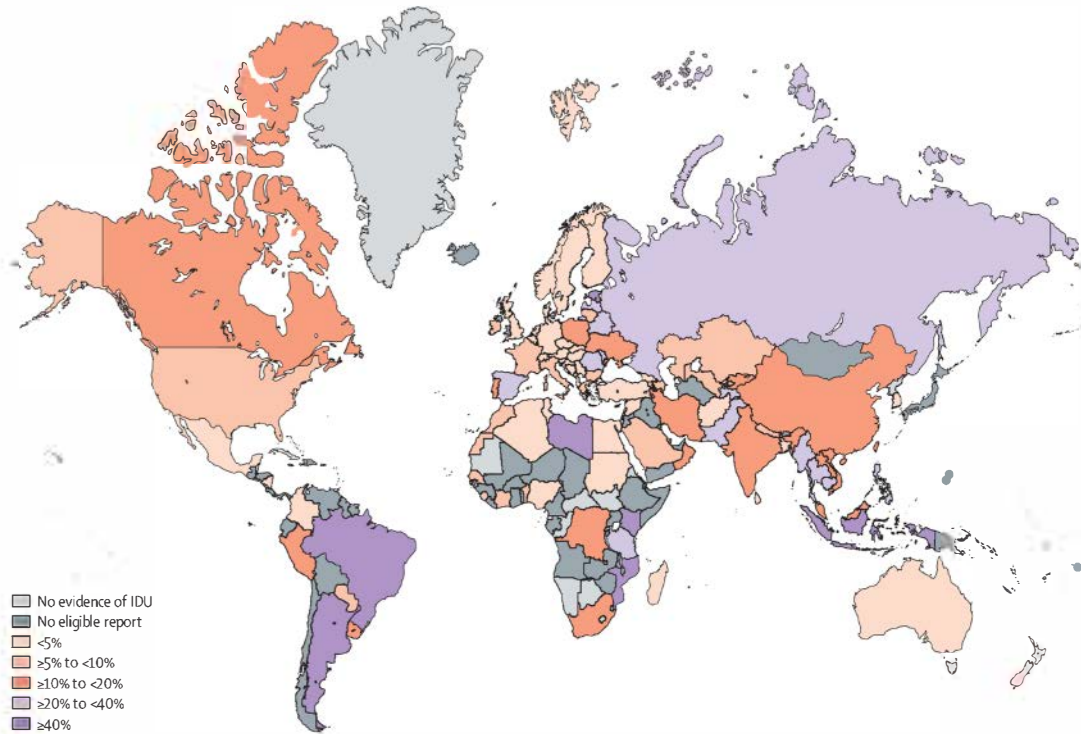 No evidence of IDU
No eligible report
<5%
≥5% to <10%
≥10% to <20%
≥20% to <40%
≥40%